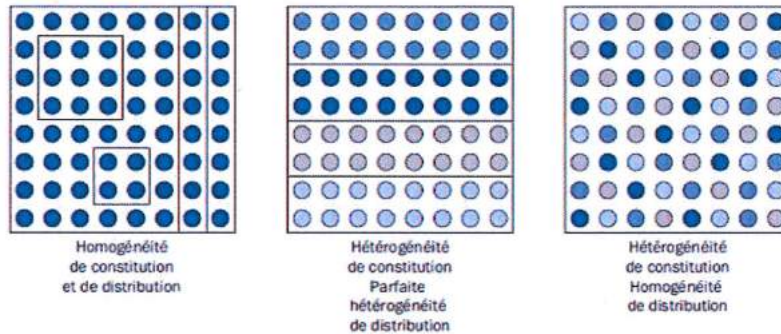 Homogénéité
de constitution
et de distribution
Hétérogénéité
de constitution
Parfaite
hétérogénéité
de distribution
Hétérogénéité
de constitution
Homogénéité
de distribution